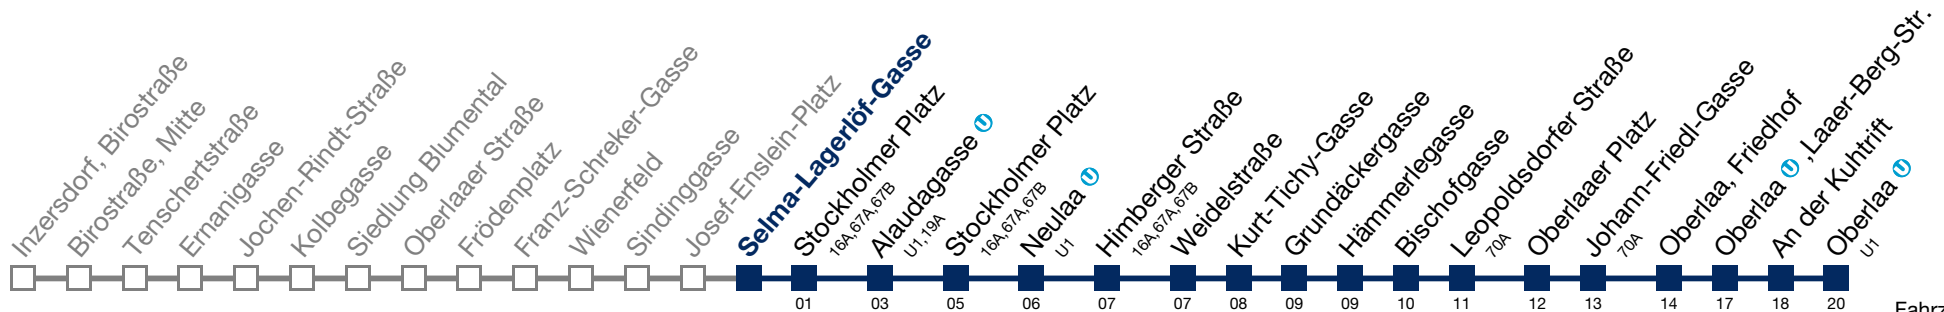 Inzersdorf, Birostraße
Birostraße, Mitte
Tenschertstraße
Ernanigasse
Jochen-Rindt-Straße
Kolbegasse
Siedlung Blumental
Oberlaaer Straße
Frödenplatz
Franz-Schreker-Gasse
Wienerfeld
Sindinggasse
Josef-Enslein-Platz
Selma-Lagerlöf-Gasse
Stockholmer Platz
16A,67A,67B
Alaudagasse U
U1, 19A
Stockholmer Platz
16A,67A,67B
Neulaa U
U1
Himberger Straße
16A,67A,67B
Weidelstraße
Kurt-Tichy-Gasse
Grundäckergasse
Hämmerlegasse
Bischofgasse
Leopoldsdorfer Straße
70A
Oberlaaer Platz
Johann-Friedl-Gasse
70A
Oberlaa, Friedhof
Oberlaa U ,Laaer-Berg-Str.
An der Kuhtrift
Oberlaa U
U1
01 03 05 06 07 07 08 09 09 10 11 12 13 14 17 18 20
Fahrz